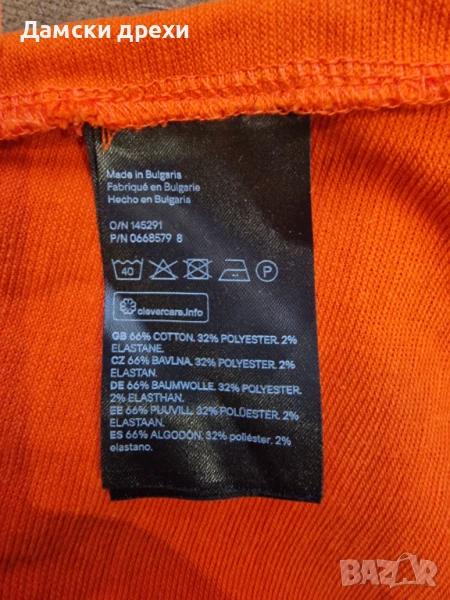 Дамски дрехи
Made in Bulgaria
Fabriqué en Bulgarie
Hecho en Bulgaria
O/N 145291
P/N 0668579 8
40
P
clevercare.info
GB 66% COTTON. 32% POLYESTER. 2%
ELASTANE.
CZ 66% BAVLNA. 32% POLYESTER. 2%
ELASTAN.
DE 66% BAUMWOLLE. 32% POLYESTER.
2% ELASTHAN.
EE 66% PUUVILL. 32% POLÜESTER. 2%
ELASTAAN.
ES 66% ALGODÓN. 32% poliéster. 2%
elastano.
BAZAR